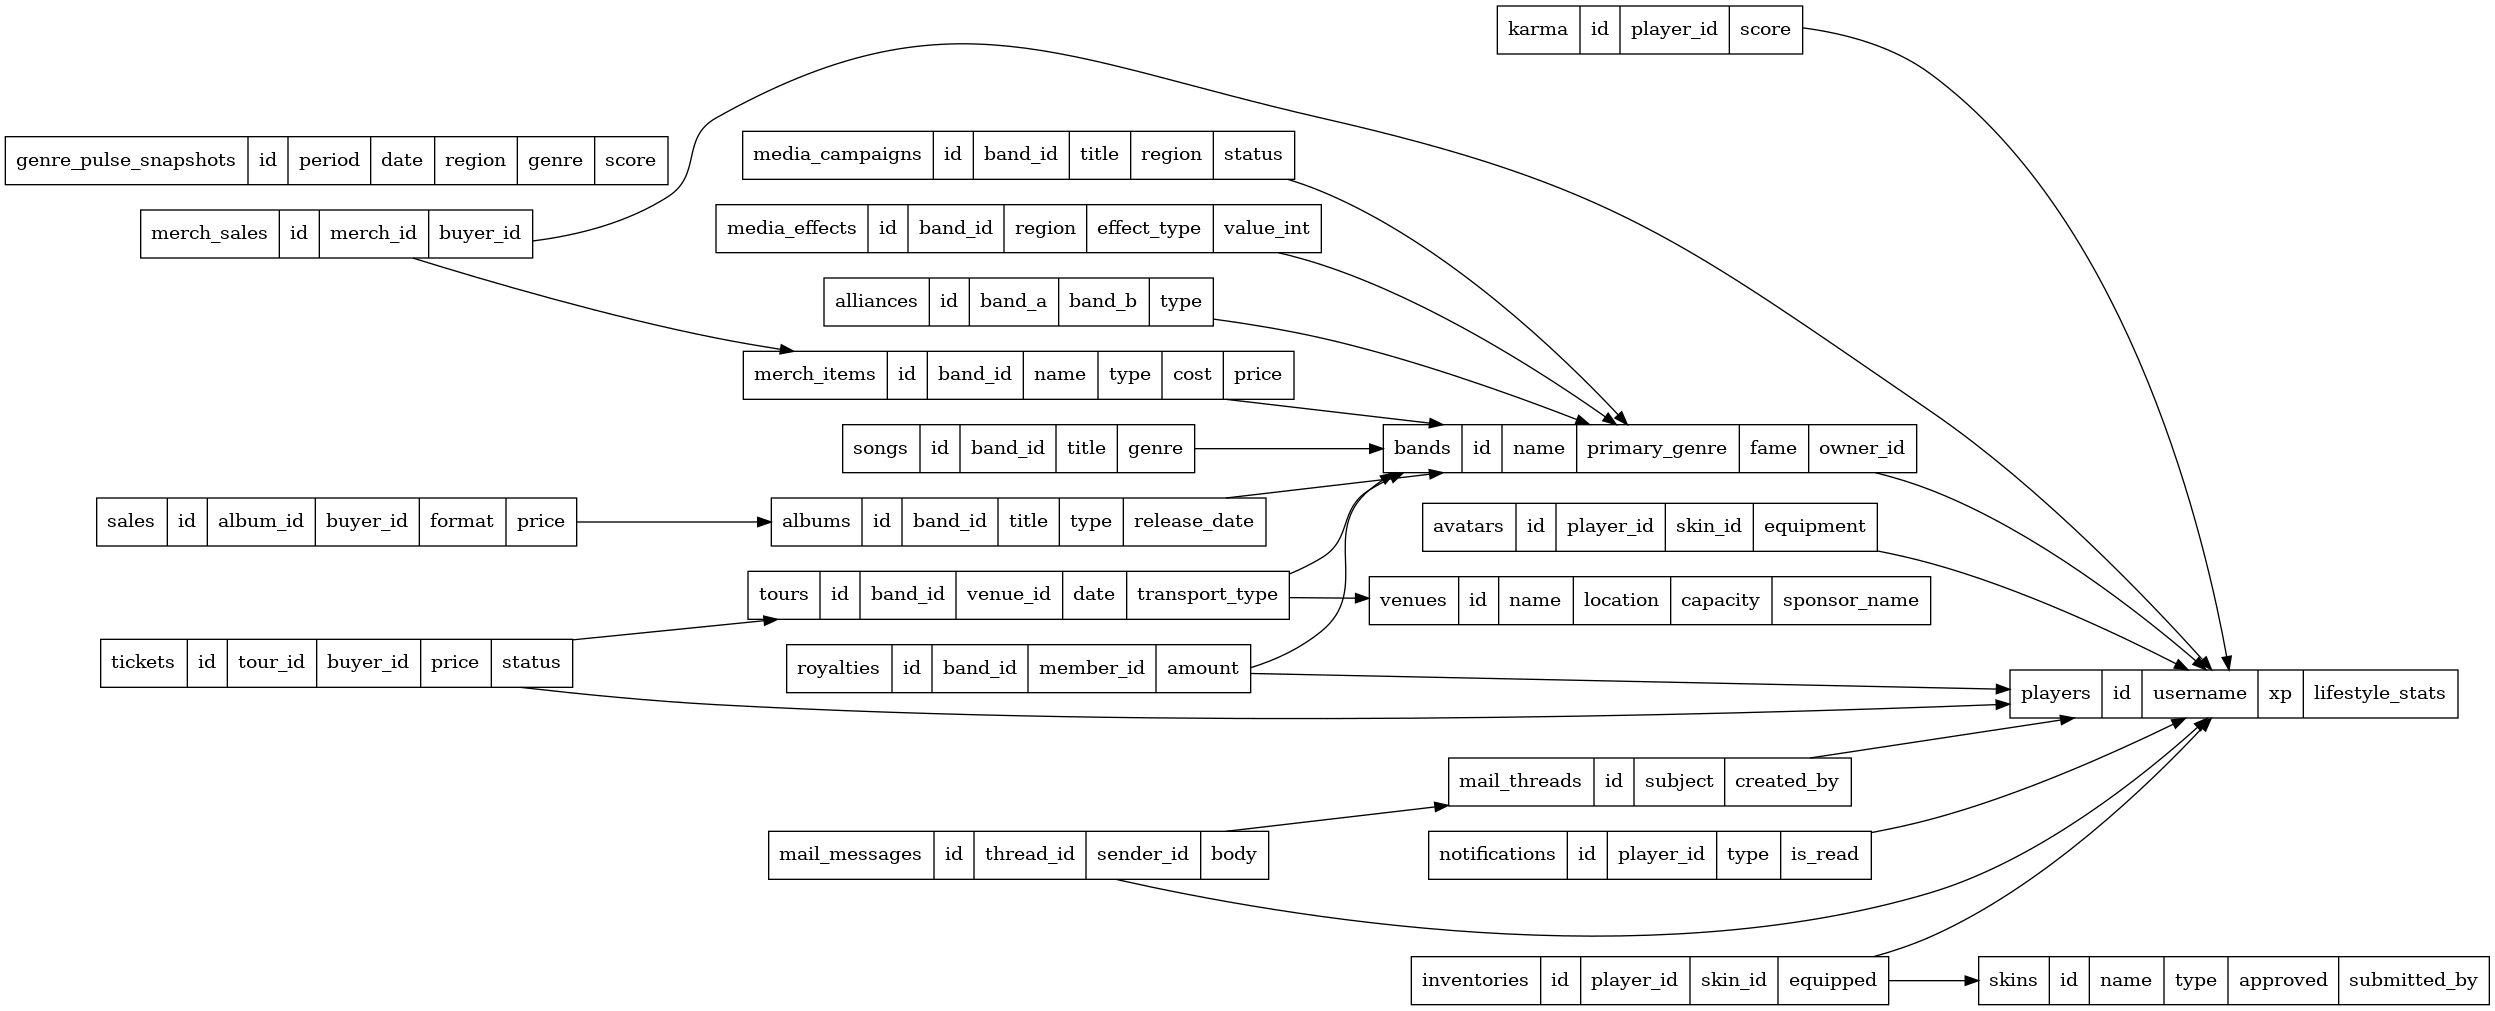 karma id player_id score
genre_pulse_snapshots id period date region genre score
media_campaigns id band_id title region status
merch_sales id merch_id buyer_id
media_effects id band_id region effect_type value_int
alliances id band_a band_b type
merch_items id band_id name type cost price
songs id band_id title genre
bands id name primary_genre fame owner_id
sales id album_id buyer_id format price
albums id band_id title type release_date
avatars id player_id skin_id equipment
tours id band_id venue_id date transport_type
venues id name location capacity sponsor_name
tickets id tour_id buyer_id price status
royalties id band_id member_id amount
players id username xp lifestyle_stats
mail_threads id subject created_by
mail_messages id thread_id sender_id body
notifications id player_id type is_read
inventories id player_id skin_id equipped
skins id name type approved submitted_by